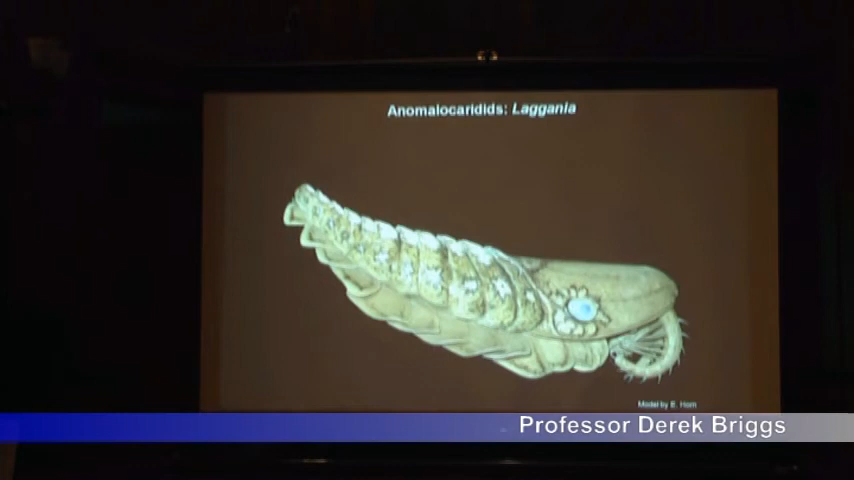 Anomalocaridids: Laggania
Model by E. Horn
Professor Derek Briggs